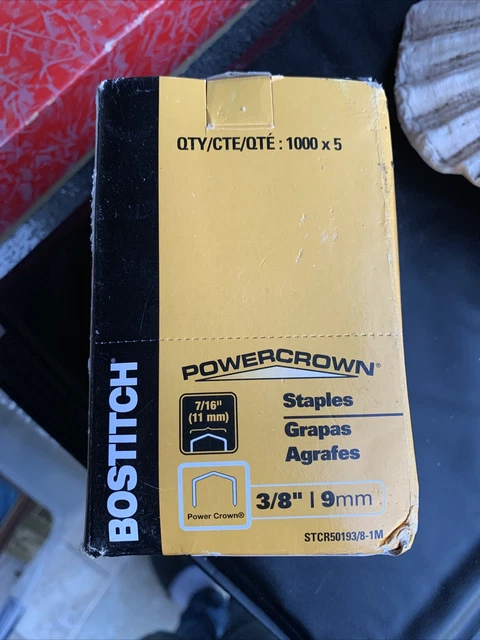 QTY/CTE/QTÉ : 1000 x 5
BOSTITCH®
POWERCROWN®
7/16"
(11 mm)
Staples
Grapas
Agrafes
Power Crown®
3/8" | 9mm
STCR50193/8-1M